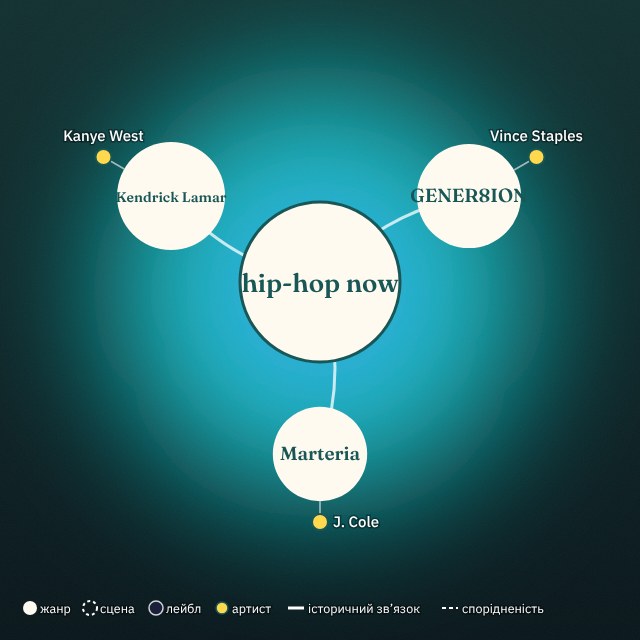 Kanye West
Vince Staples
Kendrick Lamar
GENER8ION
hip-hop now
Marteria
J. Cole
жанр
сцена
лейбл
артист
історичний зв’язок
спорідненість